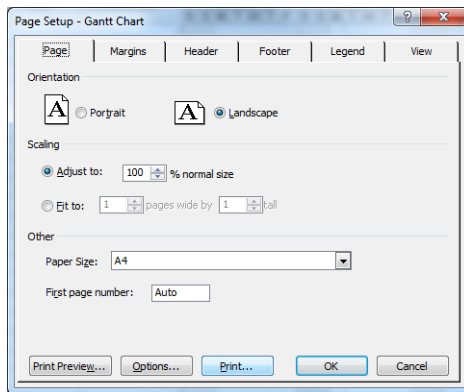 Page Setup - Gantt Chart
Page Margins Header Footer Legend View
Orientation
A Portrait A Landscape
Scaling
Adjust to: 100 % normal size
Fit to: 1 pages wide by 1 tall
Other
Paper Size: A4
First page number: Auto
Print Preview... Options... Print... OK Cancel